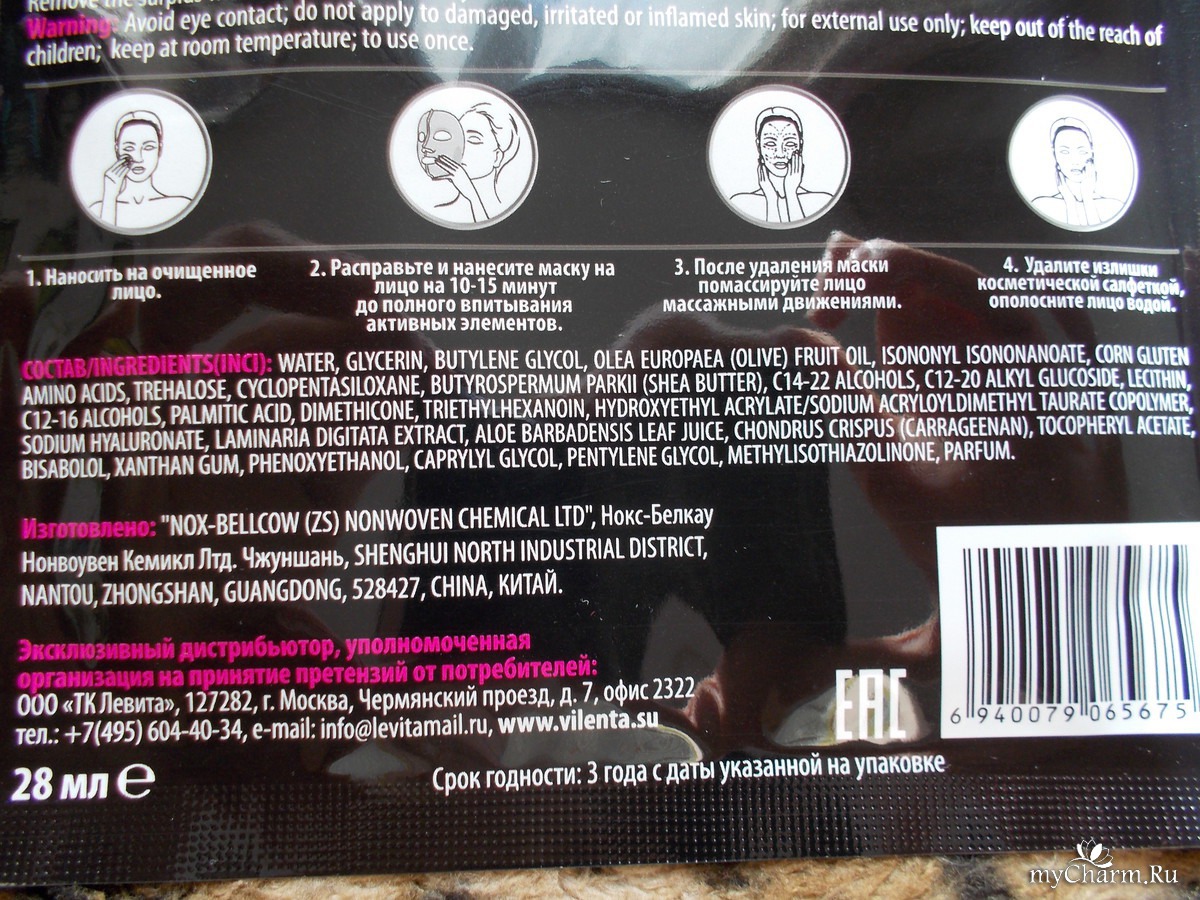 Remove the surplus
Warning: Avoid eye contact; do not apply to damaged, irritated or inflamed skin; for external use only; keep out of the reach of
children; keep at room temperature; to use once.
1. Наносить на очищенное
лицо.
2. Расправьте и нанесите маску на
лицо на 10-15 минут
до полного впитывания
активных элементов.
3. После удаления маски
помассируйте лицо
массажными движениями.
4. Удалите излишки
косметической салфеткой,
ополосните лицо водой.
СОСТАВ/INGREDIENTS(INCI): WATER, GLYCERIN, BUTYLENE GLYCOL, OLEA EUROPAEA (OLIVE) FRUIT OIL, ISONONYL ISONONANOATE, CORN GLUTEN
AMINO ACIDS, TREHALOSE, CYCLOPENTASILOXANE, BUTYROSPERMUM PARKII (SHEA BUTTER), C14-22 ALCOHOLS, C12-20 ALKYL GLUCOSIDE, LECITHIN,
C12-16 ALCOHOLS, PALMITIC ACID, DIMETHICONE, TRIETHYLHEXANOIN, HYDROXYETHYL ACRYLATE/SODIUM ACRYLOYLDIMETHYL TAURATE COPOLYMER,
SODIUM HYALURONATE, LAMINARIA DIGITATA EXTRACT, ALOE BARBADENSIS LEAF JUICE, CHONDRUS CRISPUS (CARRAGEENAN), TOCOPHERYL ACETATE,
BISABOLOL, XANTHAN GUM, PHENOXYETHANOL, CAPRYLYL GLYCOL, PENTYLENE GLYCOL, METHYLISOTHIAZOLINONE, PARFUM.
Изготовлено: "NOX-BELLCOW (ZS) NONWOVEN CHEMICAL LTD", Нокс-Белкау
Нонвоувен Кемикл Лтд. Чжуншань, SHENGHUI NORTH INDUSTRIAL DISTRICT,
NANTOU, ZHONGSHAN, GUANGDONG, 528427, CHINA, КИТАЙ.
Эксклюзивный дистрибьютор, уполномоченная
организация на принятие претензий от потребителей:
ООО «ТК Левита», 127282, г. Москва, Чермянский проезд, д. 7, офис 2322
тел.: +7(495) 604-40-34, e-mail: info@levitamail.ru, www.vilenta.su
EAC
6 940079 065675
28 мл e
Срок годности: 3 года с даты указанной на упаковке
myCharm.Ru